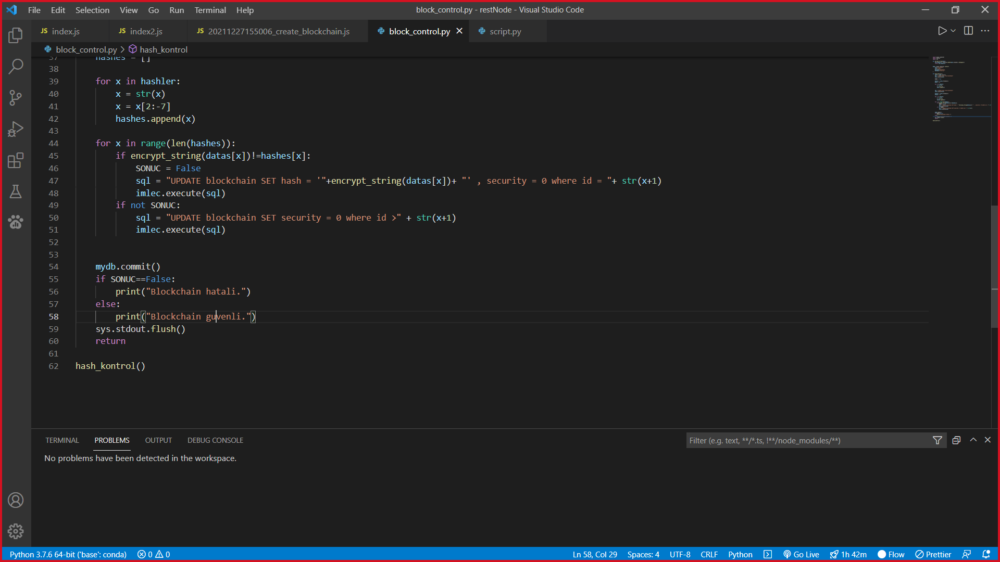 File Edit Selection View Go Run Terminal Help
block_control.py - restNode - Visual Studio Code
JS index.js
JS index2.js
JS 20211227155006_create_blockchain.js
block_control.py
script.py
block_control.py > hash_kontrol
37 hashes = []
38
39 for x in hashler:
40 x = str(x)
41 x = x[2:-7]
42 hashes.append(x)
43
44 for x in range(len(hashes)):
45 if encrypt_string(datas[x])!=hashes[x]:
46 SONUC = False
47 sql = "UPDATE blockchain SET hash = '"+encrypt_string(datas[x])+ "' , security = 0 where id = "+ str(x+1)
48 imlec.execute(sql)
49 if not SONUC:
50 sql = "UPDATE blockchain SET security = 0 where id >" + str(x+1)
51 imlec.execute(sql)
52
53
54 mydb.commit()
55 if SONUC==False:
56 print("Blockchain hatali.")
57 else:
58 print("Blockchain guvenli.")
59 sys.stdout.flush()
60 return
61
62 hash_kontrol()
TERMINAL PROBLEMS OUTPUT DEBUG CONSOLE
Filter (e.g. text, **/*.ts, !**/node_modules/**)
No problems have been detected in the workspace.
Python 3.7.6 64-bit ('base': conda) 0 0
Ln 58, Col 29 Spaces: 4 UTF-8 CRLF Python Go Live 1h 42m Flow Prettier